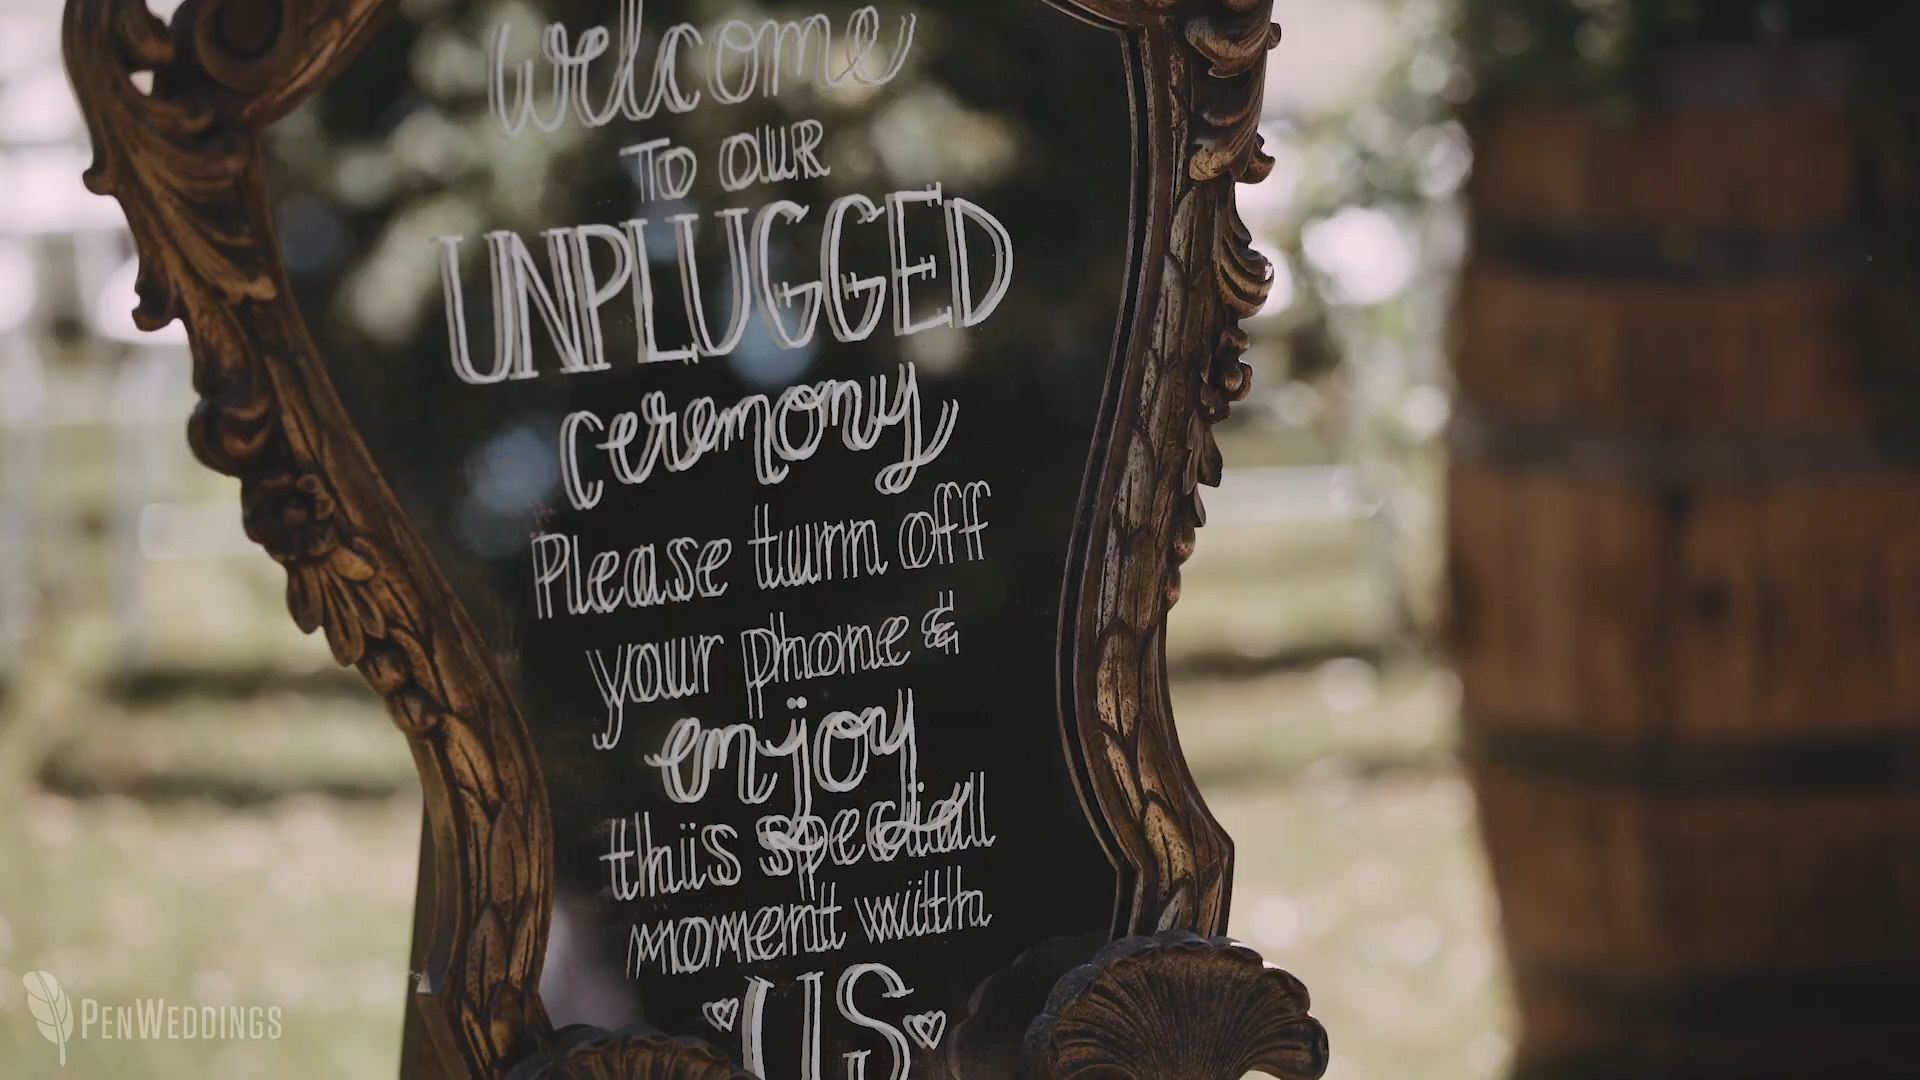 welcome
TO OUR
UNPLUGGED
ceremony
Please turn off
your phone &
enjoy
this special
moment with
US
PENWEDDINGS